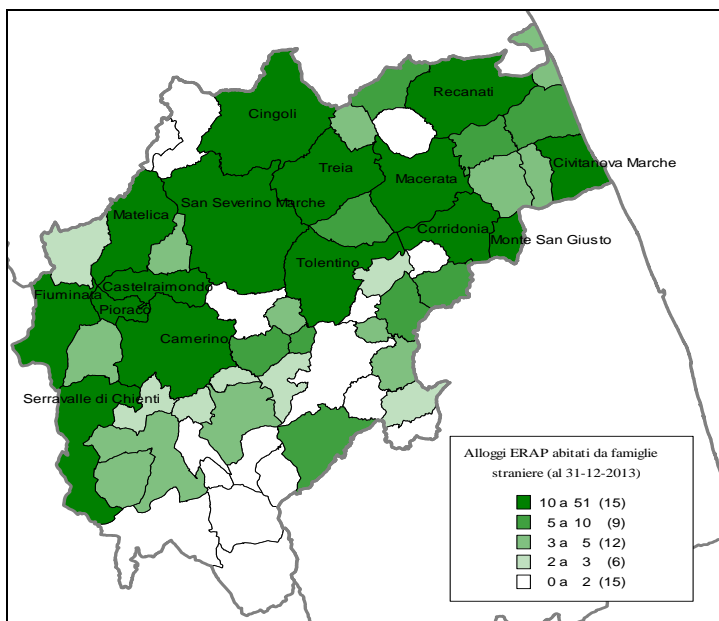 Recanati
Cingoli
Treia
Civitanova Marche
Macerata
San Severino Marche
Matelica
Corridonia
Monte San Giusto
Tolentino
Castelraimondo
Fiuminata
Pioraco
Camerino
Serravalle di Chienti
Alloggi ERAP abitati da famiglie
straniere (al 31-12-2013)
10 a 51 (15)
5 a 10 (9)
3 a 5 (12)
2 a 3 (6)
0 a 2 (15)